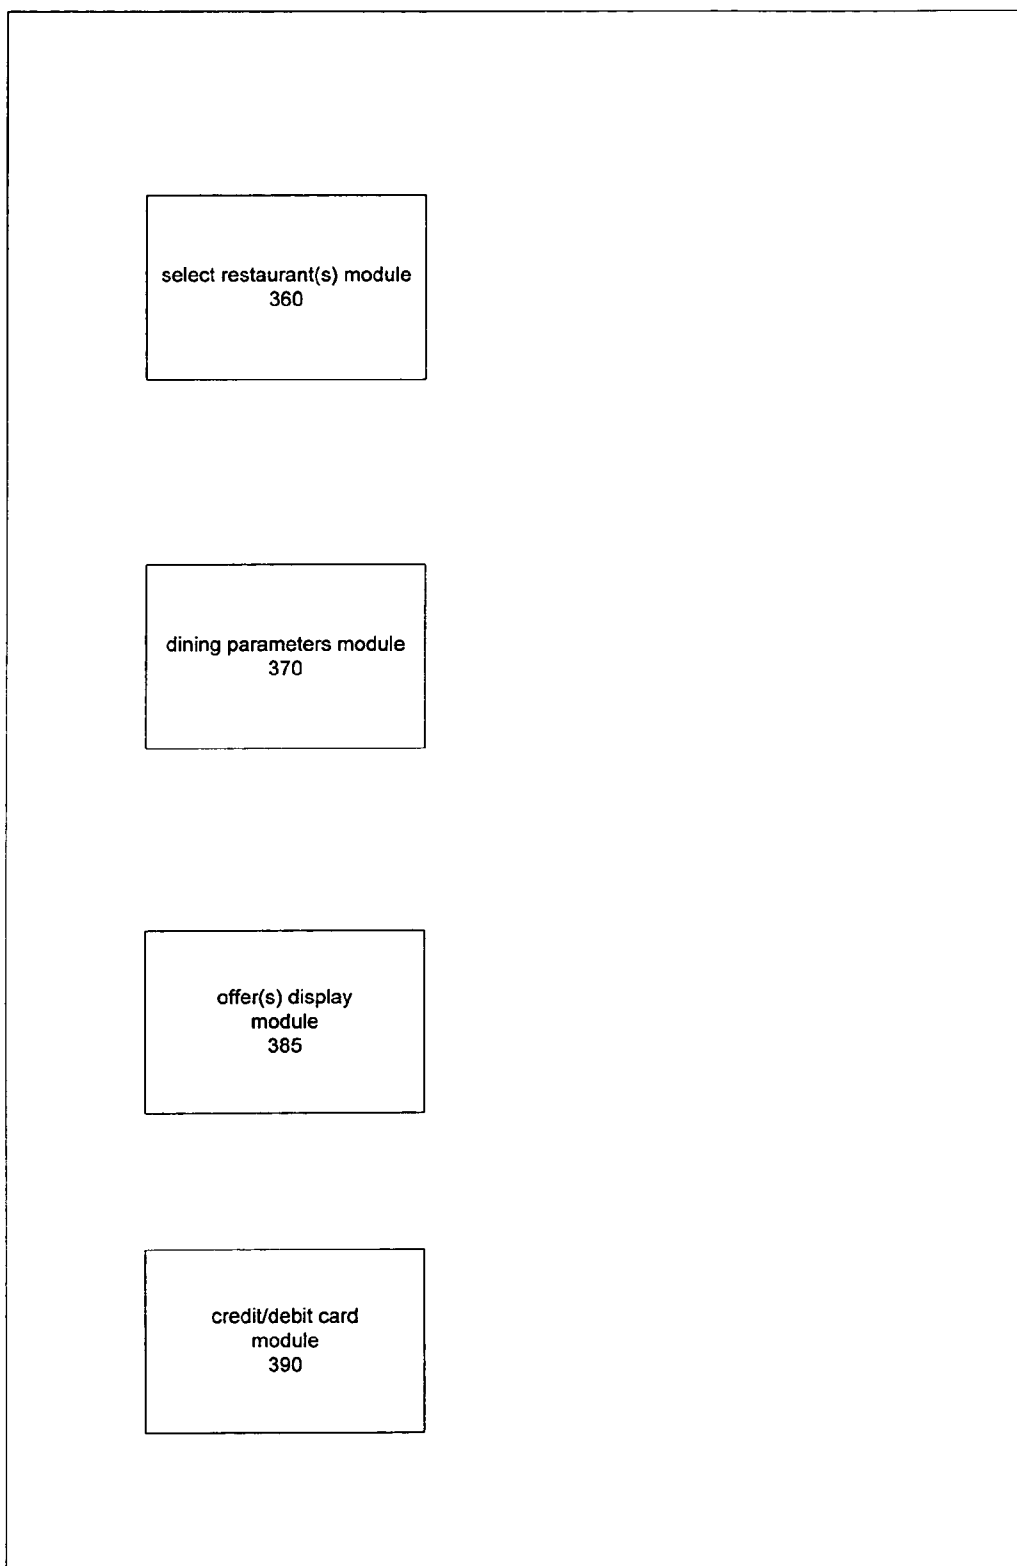 select restaurant(s) module
360
dining parameters module
370
offer(s) display
module
385
credit/debit card
module
390